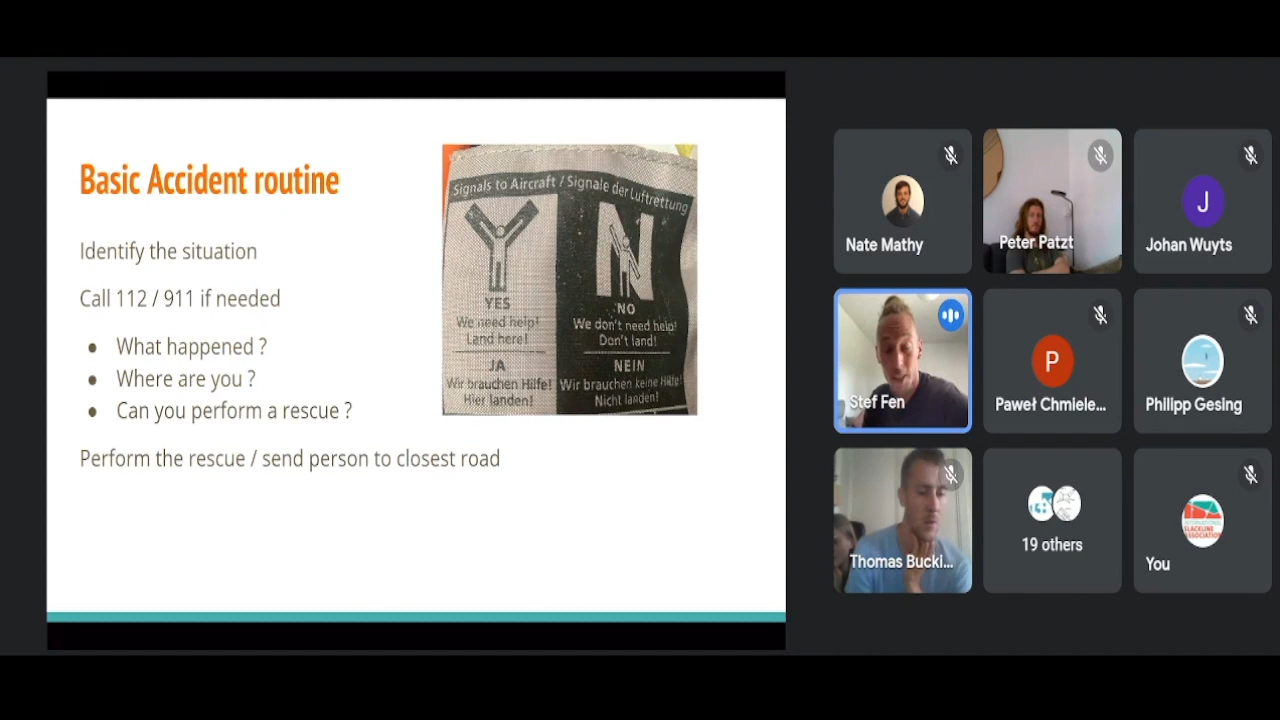 Basic Accident routine
Identify the situation
Call 112 / 911 if needed
● What happened ?
● Where are you ?
● Can you perform a rescue ?
Perform the rescue / send person to closest road
Signals to Aircraft / Signale der Luftrettung
Y
YES
We need help!
Land here!
JA
Wir brauchen Hilfe!
Hier landen!
N
NO
We don't need help!
Don't land!
NEIN
Wir brauchen keine Hilfe!
Nicht landen!
Nate Mathy
Peter Patzt
J
Johan Wuyts
Stef Fen
P
Paweł Chmiele...
Philipp Gesing
Thomas Bucki...
19 others
INTERNATIONAL
SLACKLINE
ASSOCIATION
You